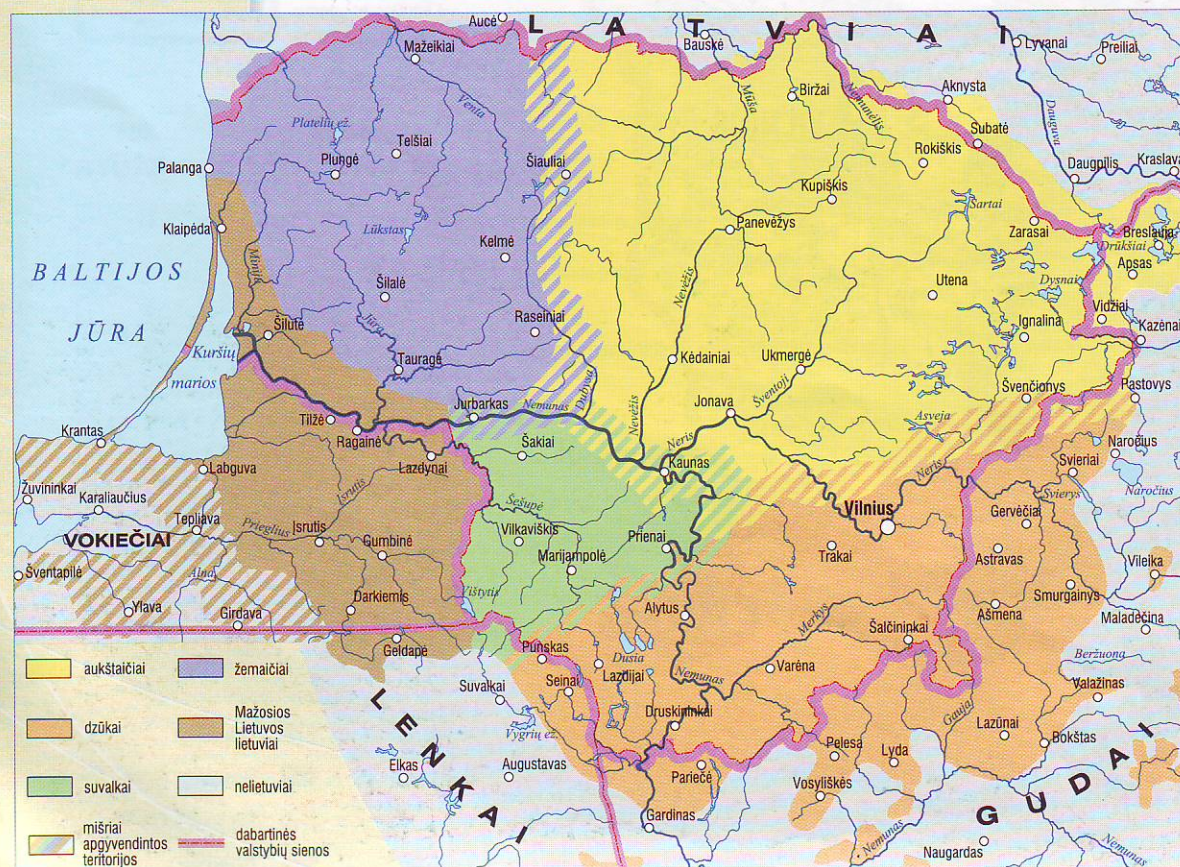 Aucė
LATVIAI
Bauskė
Lyvanai
Preiliai
Mažeikiai
Venta
Mūša
Biržai
Nemunėlis
Aknysta
Dauguva
Platelių ež.
Telšiai
Subatė
Palanga
Plungė
Šiauliai
Rokiškis
Daugpilis
Kraslava
Kupiškis
Šartai
Klaipėda
Lūkstas
Kelmė
Panevėžys
Zarasai
Breslauja
Drūkšiai
Apsas
BALTIJOS
JŪRA
Minija
Šilalė
Nevėžis
Utena
Dysnai
Vidžiai
Šilutė
Jūra
Raseiniai
Ignalina
Kazėnai
Kuršių
marios
Tauragė
Kėdainiai
Ukmergė
Dubysa
Švenčionys
Pastovys
Tilžė
Ragainė
Jurbarkas
Nemunas
Nevėžis
Jonava
Šventoji
Asveja
Krantas
Labguva
Lazdynai
Šakiai
Neris
Kaunas
Neris
Naročius
Svieriai
Žuvininkai
Karaliaučius
Įsrutis
Šešupė
Svierys
Naročius
Tepliava
Prieglius
Įsrutis
Vilkaviškis
Vilnius
Gervėčiai
VOKIEČIAI
Gumbinė
Prienai
Trakai
Marijampolė
Astravas
Šventapilė
Alna
Vištytis
Vileika
Ylava
Girdava
Darkiemis
Alytus
Merkys
Ašmena
Smurgainys
Maladečina
Geldapė
Šalčininkai
aukštaičiai
žemaičiai
Punskas
Dusia
Lazdijai
Varėna
Beržuona
Suvalkai
Seinai
Nemunas
Valažinas
dzūkai
Mažosios
Lietuvos
lietuviai
LENKAI
Vygrių ež.
Druskininkai
Gauja
Lazūnai
Bokštas
Pelesa
Lyda
GUDAI
suvalkai
nelietuviai
Elkas
Augustavas
Pariečė
Vosyliškės
Gardinas
mišriai
apgyvendintos
teritorijos
dabartinės
valstybių sienos
Nemunas
Naugardas
Nemunas